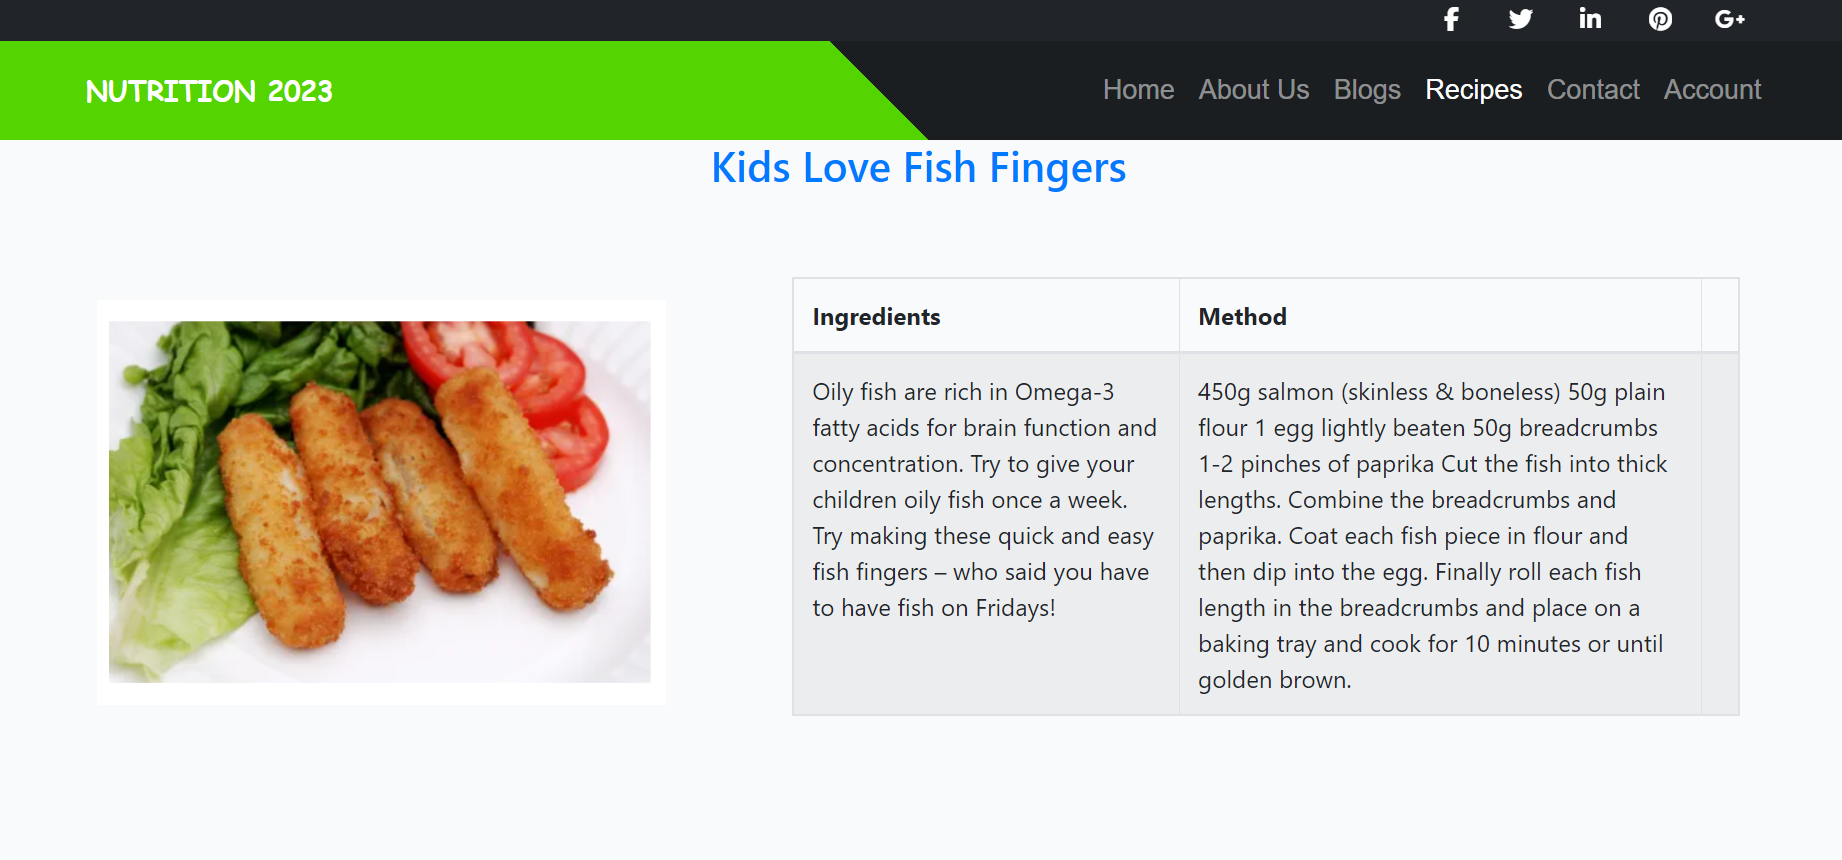 NUTRITION 2023
Home About Us Blogs Recipes Contact Account
Kids Love Fish Fingers
Ingredients
Method
Oily fish are rich in Omega-3
fatty acids for brain function and
concentration. Try to give your
children oily fish once a week.
Try making these quick and easy
fish fingers – who said you have
to have fish on Fridays!
450g salmon (skinless & boneless) 50g plain
flour 1 egg lightly beaten 50g breadcrumbs
1-2 pinches of paprika Cut the fish into thick
lengths. Combine the breadcrumbs and
paprika. Coat each fish piece in flour and
then dip into the egg. Finally roll each fish
length in the breadcrumbs and place on a
baking tray and cook for 10 minutes or until
golden brown.